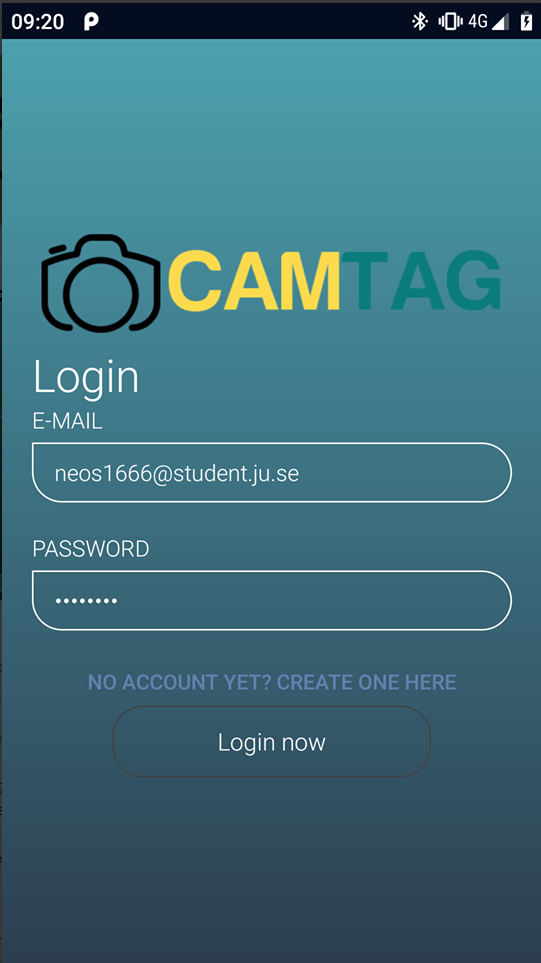 09:20 4G
CAMTAG
Login
E-MAIL
neos1666@student.ju.se
PASSWORD
••••••••
NO ACCOUNT YET? CREATE ONE HERE
Login now